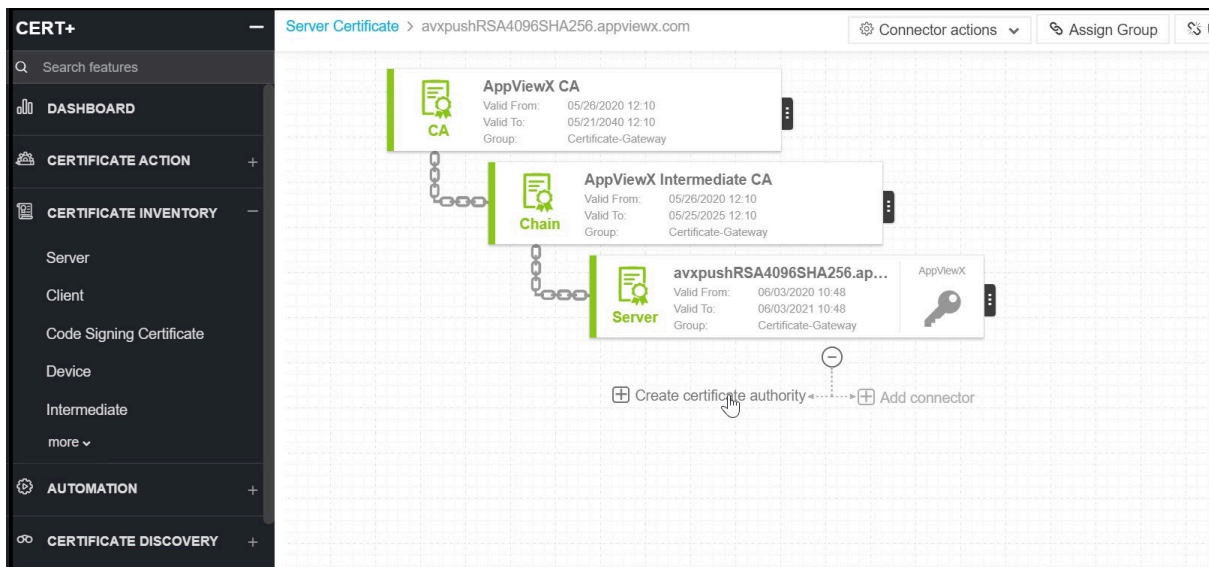 CERT+
Server Certificate > avxpushRSA4096SHA256.appviewx.com
Connector actions
Assign Group
Search features
DASHBOARD
CERTIFICATE ACTION +
CERTIFICATE INVENTORY −
Server
Client
Code Signing Certificate
Device
Intermediate
more
AUTOMATION +
CERTIFICATE DISCOVERY +
AppViewX CA
Valid From: 05/26/2020 12:10
Valid To: 05/21/2040 12:10
Group: Certificate-Gateway
CA
AppViewX Intermediate CA
Valid From: 05/26/2020 12:10
Valid To: 05/25/2025 12:10
Group: Certificate-Gateway
Chain
avxpushRSA4096SHA256.ap...
Valid From: 06/03/2020 10:48
Valid To: 06/03/2021 10:48
Group: Certificate-Gateway
Server
AppViewX
Create certificate authority
Add connector